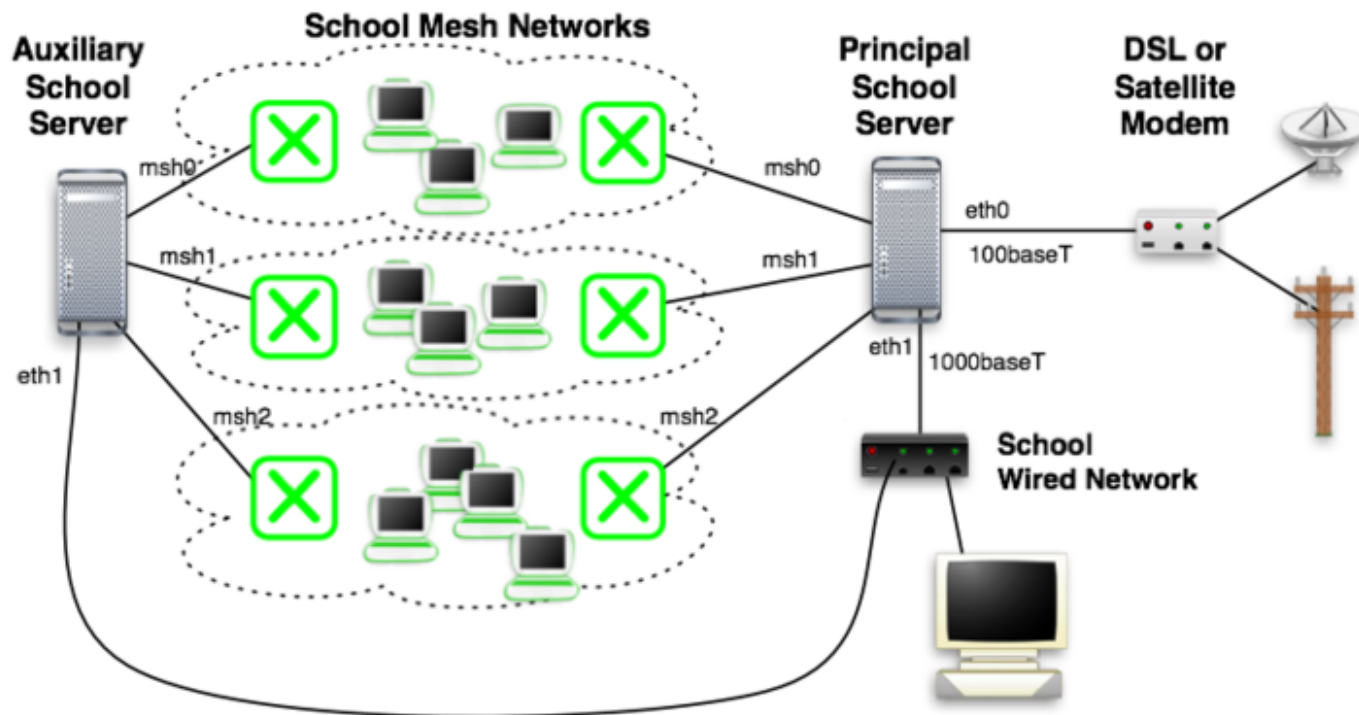 School Mesh Networks
Auxiliary
School
Server
Principal
School
Server
DSL or
Satellite
Modem
msh0
msh0
eth0
100baseT
msh1
msh1
eth1
1000baseT
eth1
msh2
msh2
School
Wired Network